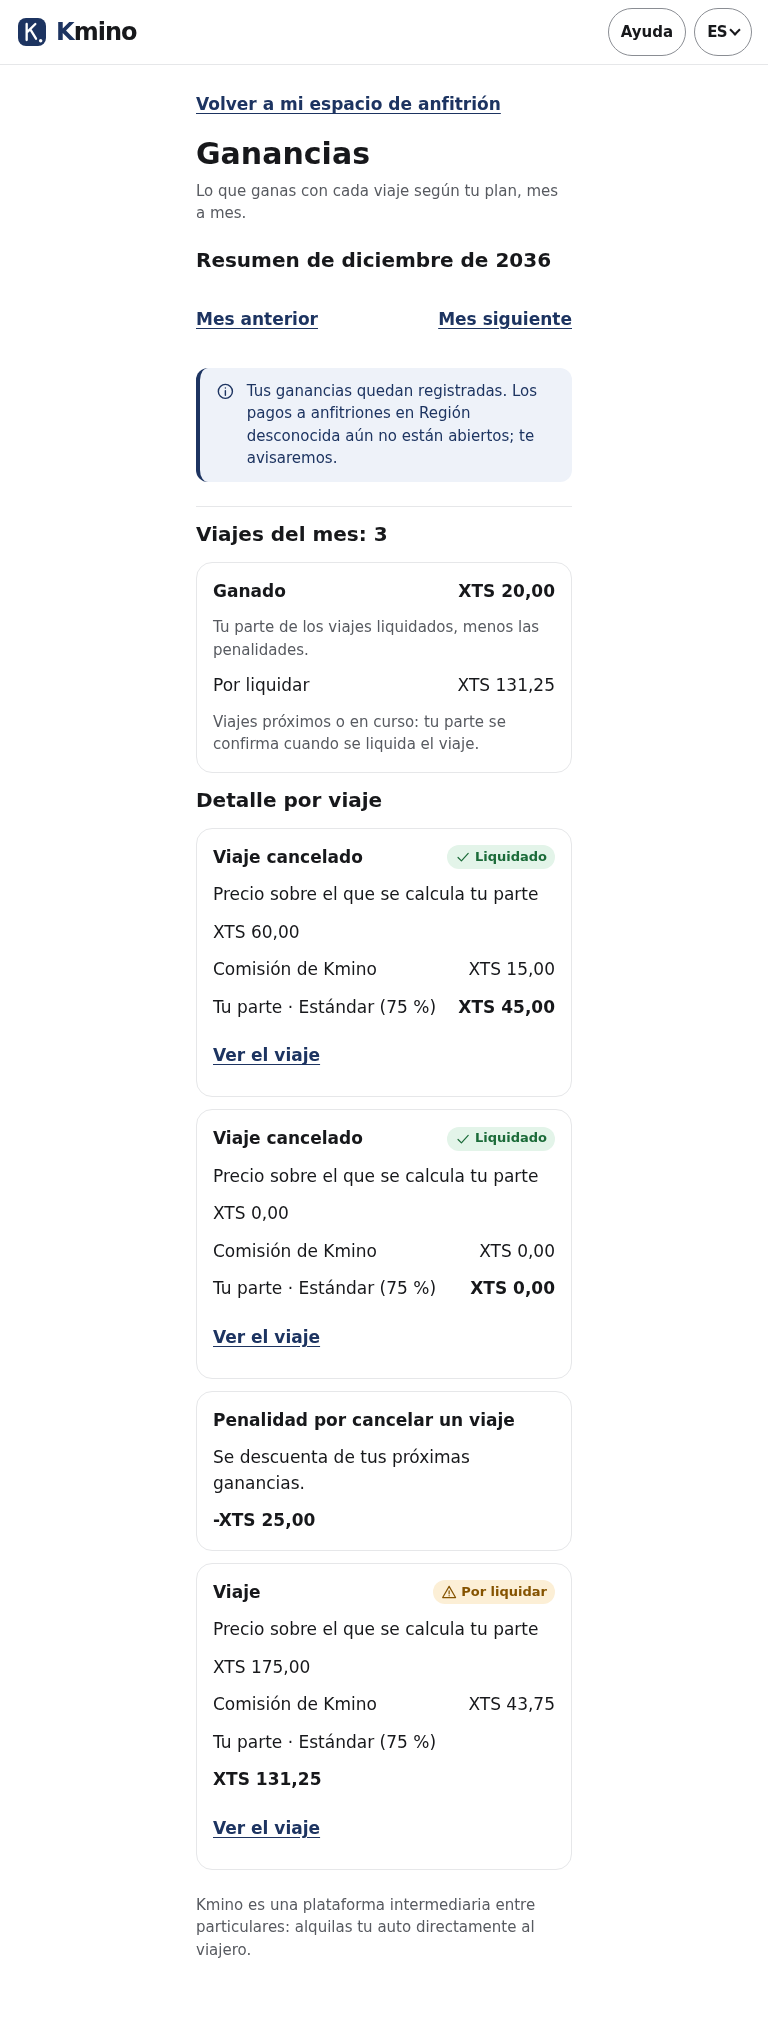 Kmino
Ayuda
ES
Volver a mi espacio de anfitrión
Ganancias
Lo que ganas con cada viaje según tu plan, mes
a mes.
Resumen de diciembre de 2036
Mes anterior
Mes siguiente
Tus ganancias quedan registradas. Los
pagos a anfitriones en Región
desconocida aún no están abiertos; te
avisaremos.
Viajes del mes: 3
Ganado XTS 20,00
Tu parte de los viajes liquidados, menos las
penalidades.
Por liquidar XTS 131,25
Viajes próximos o en curso: tu parte se
confirma cuando se liquida el viaje.
Detalle por viaje
Viaje cancelado Liquidado
Precio sobre el que se calcula tu parte
XTS 60,00
Comisión de Kmino XTS 15,00
Tu parte · Estándar (75 %) XTS 45,00
Ver el viaje
Viaje cancelado Liquidado
Precio sobre el que se calcula tu parte
XTS 0,00
Comisión de Kmino XTS 0,00
Tu parte · Estándar (75 %) XTS 0,00
Ver el viaje
Penalidad por cancelar un viaje
Se descuenta de tus próximas
ganancias.
-XTS 25,00
Viaje Por liquidar
Precio sobre el que se calcula tu parte
XTS 175,00
Comisión de Kmino XTS 43,75
Tu parte · Estándar (75 %)
XTS 131,25
Ver el viaje
Kmino es una plataforma intermediaria entre
particulares: alquilas tu auto directamente al
viajero.